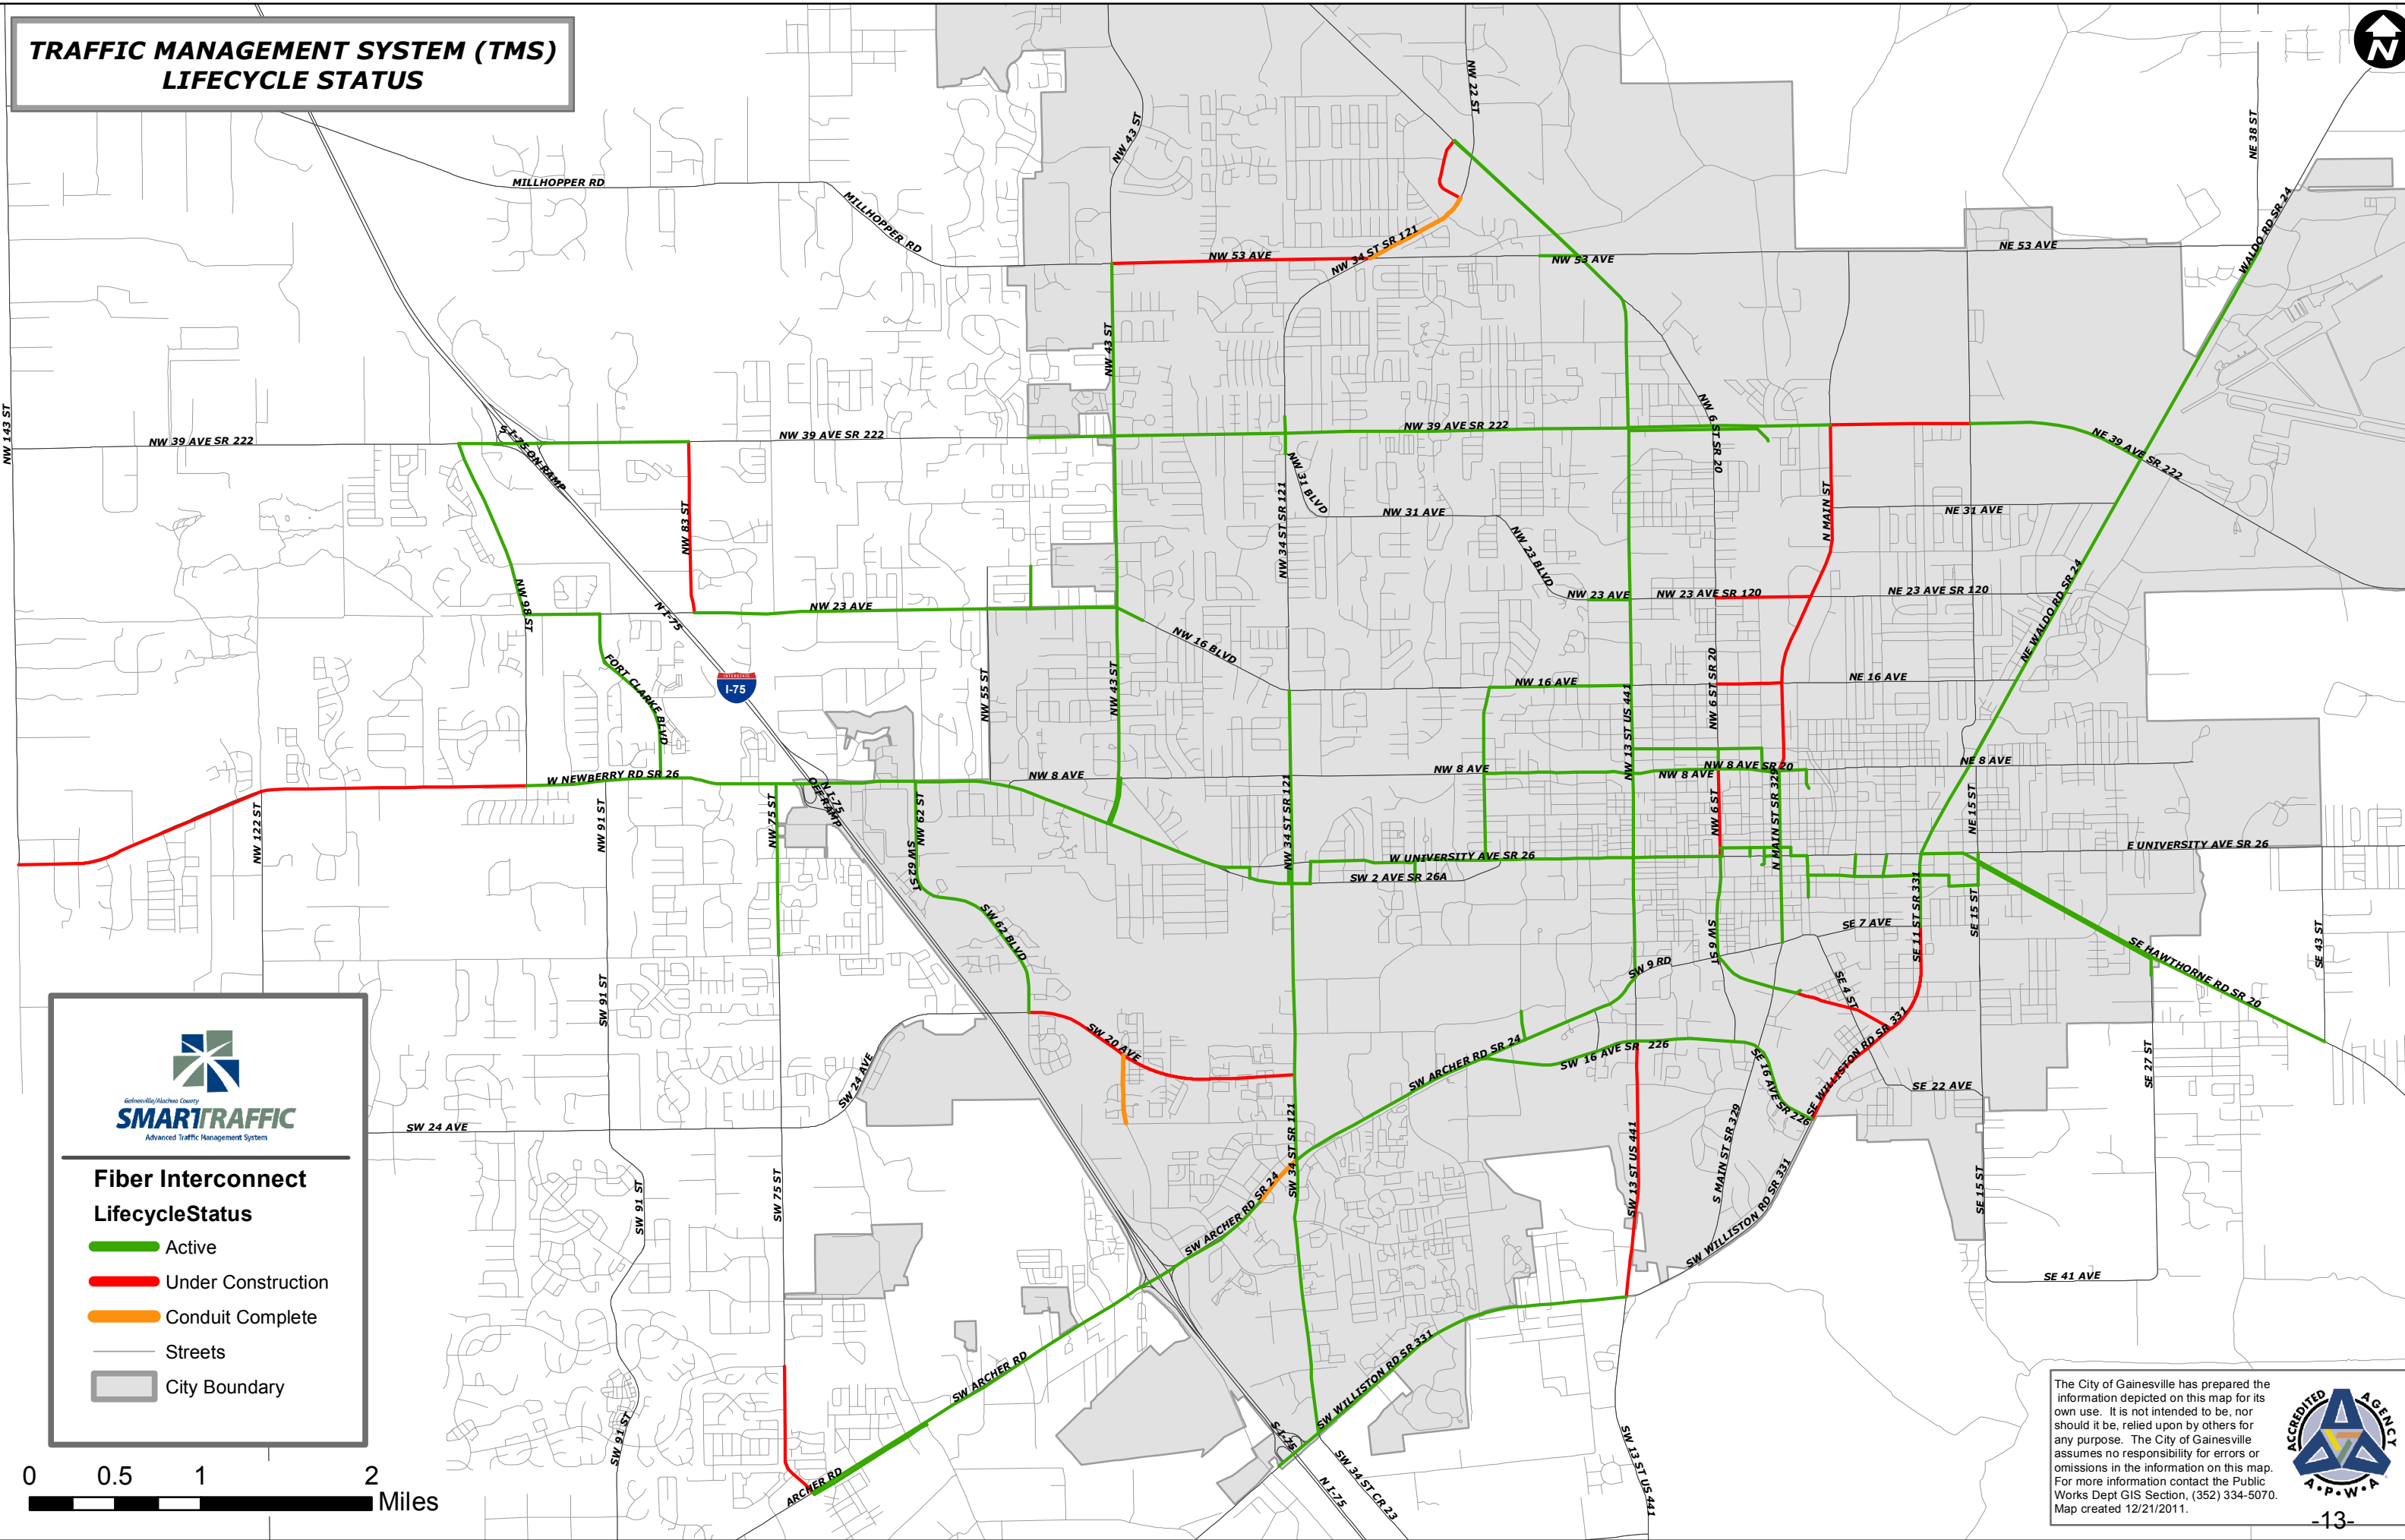 TRAFFIC MANAGEMENT SYSTEM (TMS)
LIFECYCLE STATUS
N
NW 22 ST
NW 43 ST
NE 38 ST
MILLHOPPER RD
MILLHOPPER RD
WALDO RD SR 24
NW 34 ST SR 121
NW 53 AVE
NW 53 AVE
NE 53 AVE
NW 43 ST
NW 143 ST
NW 39 AVE SR 222
S I-75 ON RAMP
NW 39 AVE SR 222
NW 39 AVE SR 222
NW 6 ST SR 20
NE 39 AVE SR 222
NW 83 ST
NW 31 BLVD
NW 34 ST SR 121
NW 31 AVE
NW 23 BLVD
N MAIN ST
NE 31 AVE
NW 98 ST
N I-75
NW 23 AVE
NW 23 AVE
NW 23 AVE SR 120
NE 23 AVE SR 120
NE WALDO RD SR 24
NW 16 BLVD
FORT CLARKE BLVD
INTERSTATE
I-75
NW 55 ST
NW 43 ST
NW 16 AVE
NW 13 ST US 441
NW 6 ST SR 20
NE 16 AVE
W NEWBERRY RD SR 26
N I-75
OFF RAMP
NW 8 AVE
NW 8 AVE
NW 8 AVE
NW 8 AVE SR 20
NE 8 AVE
NW 122 ST
NW 91 ST
NW 75 ST
NW 62 ST
SW 62 ST
NW 34 ST SR 121
NW 6 ST
N MAIN ST SR 329
NE 15 ST
W UNIVERSITY AVE SR 26
E UNIVERSITY AVE SR 26
SW 2 AVE SR 26A
SW 62 BLVD
SW 6 ST
SE 7 AVE
SE 11 ST SR 331
SE 15 ST
SE 43 ST
SE HAWTHORNE RD SR 20
SW 9 RD
SW 91 ST
SE 4 ST
SW 20 AVE
SW 24 AVE
SW ARCHER RD SR 24
SW 16 AVE SR 226
SE 16 AVE SR 226
SE WILLISTON RD SR 331
SE 22 AVE
SE 27 ST
SW 24 AVE
SW 34 ST SR 121
SW 13 ST US 441
S MAIN ST SR 329
SW 91 ST
SW 75 ST
SW ARCHER RD SR 24
SW WILLISTON RD SR 331
SE 15 ST
SE 41 AVE
SW ARCHER RD
SW WILLISTON RD SR 331
SW 91 ST
ARCHER RD
S I-75
N I-75
SW 34 ST CR 23
SW 13 ST US 441
Gainesville/Alachua County
SMARTTRAFFIC
Advanced Traffic Management System
Fiber Interconnect
LifecycleStatus
Active
Under Construction
Conduit Complete
Streets
City Boundary
0 0.5 1 2
Miles
The City of Gainesville has prepared the
information depicted on this map for its
own use. It is not intended to be, nor
should it be, relied upon by others for
any purpose. The City of Gainesville
assumes no responsibility for errors or
omissions in the information on this map.
For more information contact the Public
Works Dept GIS Section, (352) 334-5070.
Map created 12/21/2011.
ACCREDITED AGENCY
A•P•W•A
-13-